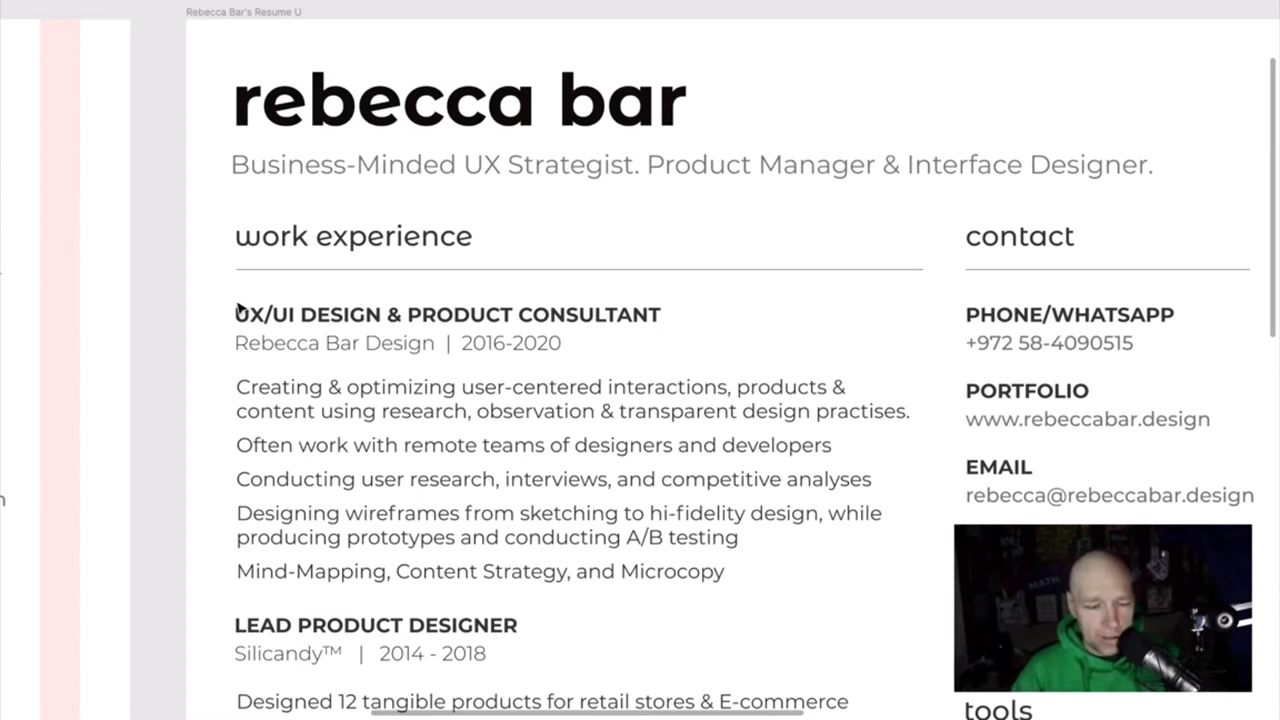 Rebecca Bar's Resume U
rebecca bar
Business-Minded UX Strategist. Product Manager & Interface Designer.
work experience
UX/UI DESIGN & PRODUCT CONSULTANT
Rebecca Bar Design | 2016-2020
Creating & optimizing user-centered interactions, products &
content using research, observation & transparent design practises.
Often work with remote teams of designers and developers
Conducting user research, interviews, and competitive analyses
Designing wireframes from sketching to hi-fidelity design, while
producing prototypes and conducting A/B testing
Mind-Mapping, Content Strategy, and Microcopy
LEAD PRODUCT DESIGNER
Silicandy™ | 2014 - 2018
Designed 12 tangible products for retail stores & E-commerce
contact
PHONE/WHATSAPP
+972 58-4090515
PORTFOLIO
www.rebeccabar.design
EMAIL
rebecca@rebeccabar.design
MATH
tools